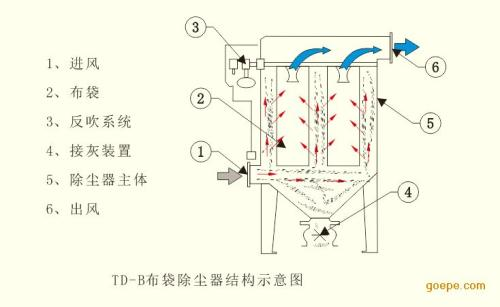 1、进风
2、布袋
3、反吹系统
4、接灰装置
5、除尘器主体
6、出风
3
6
2
5
1
4
TD-B布袋除尘器结构示意图
goepe.com